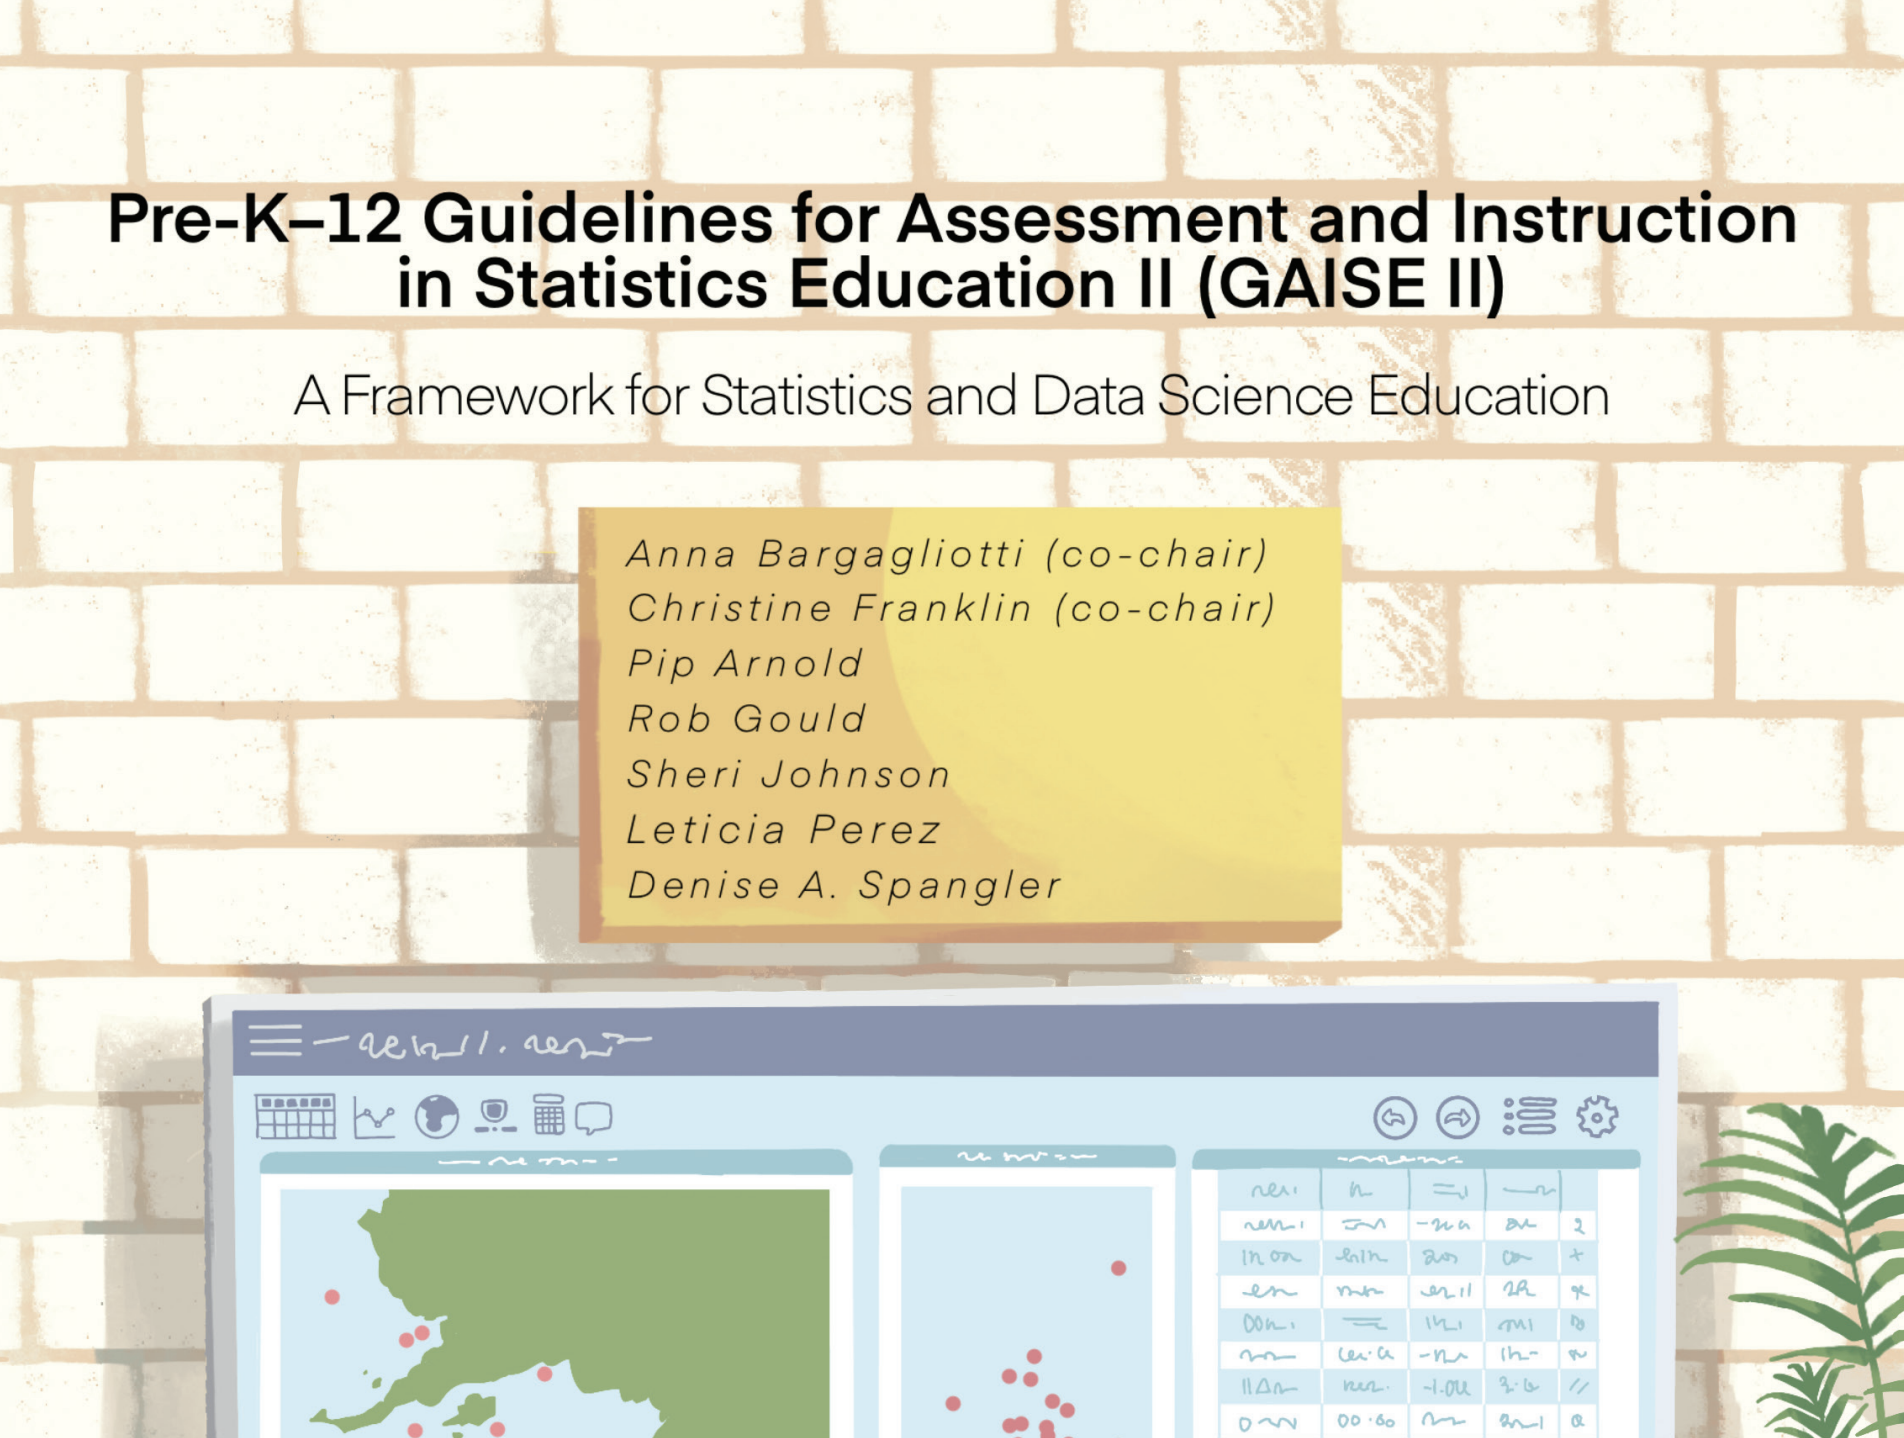 Pre-K–12 Guidelines for Assessment and Instruction
in Statistics Education II (GAISE II)
A Framework for Statistics and Data Science Education
Anna Bargagliotti (co-chair)
Christine Franklin (co-chair)
Pip Arnold
Rob Gould
Sheri Johnson
Leticia Perez
Denise A. Spangler